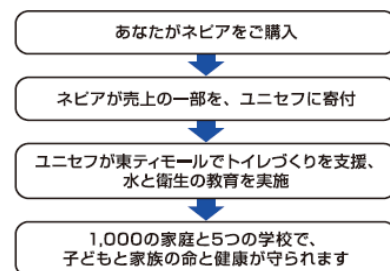 あなたがネピアをご購入
ネピアが売上の一部を、ユニセフに寄付
ユニセフが東ティモールでトイレづくりを支援、
水と衛生の教育を実施
1,000の家庭と5つの学校で、
子どもと家族の命と健康が守られます